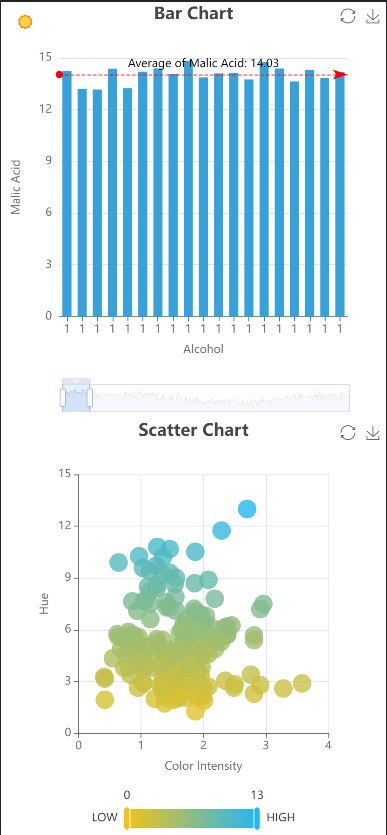 Bar Chart
Average of Malic Acid: 14.03
15
12
9
6
3
0
Malic Acid
1 1 1 1 1 1 1 1 1 1 1 1 1 1 1 1 1 1 1
Alcohol
Scatter Chart
15
12
9
6
3
0
Hue
0 1 2 3 4
Color Intensity
0 13
LOW HIGH